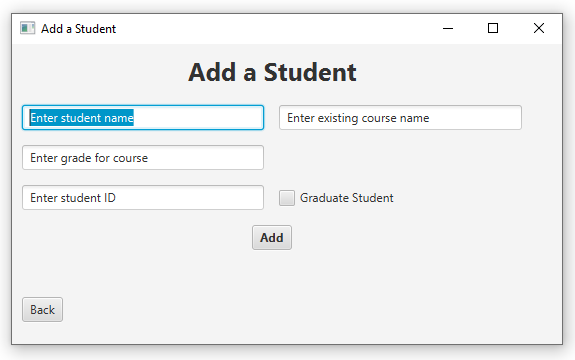 Add a Student
Add a Student
Enter student name
Enter existing course name
Enter grade for course
Enter student ID
Graduate Student
Add
Back